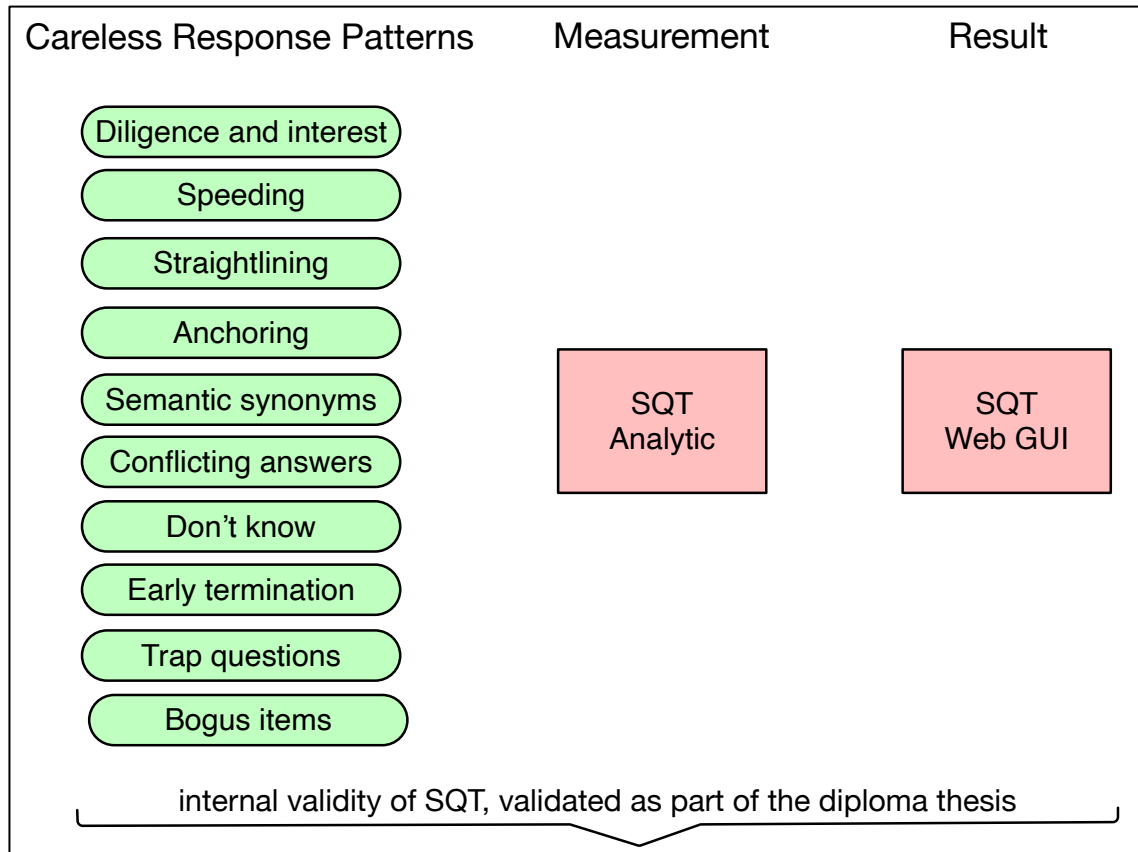 Careless Response Patterns
Measurement
Result
Diligence and interest
Speeding
Straightlining
Anchoring
Semantic synonyms
Conflicting answers
Don’t know
Early termination
Trap questions
Bogus items
SQT
Analytic
SQT
Web GUI
internal validity of SQT, validated as part of the diploma thesis